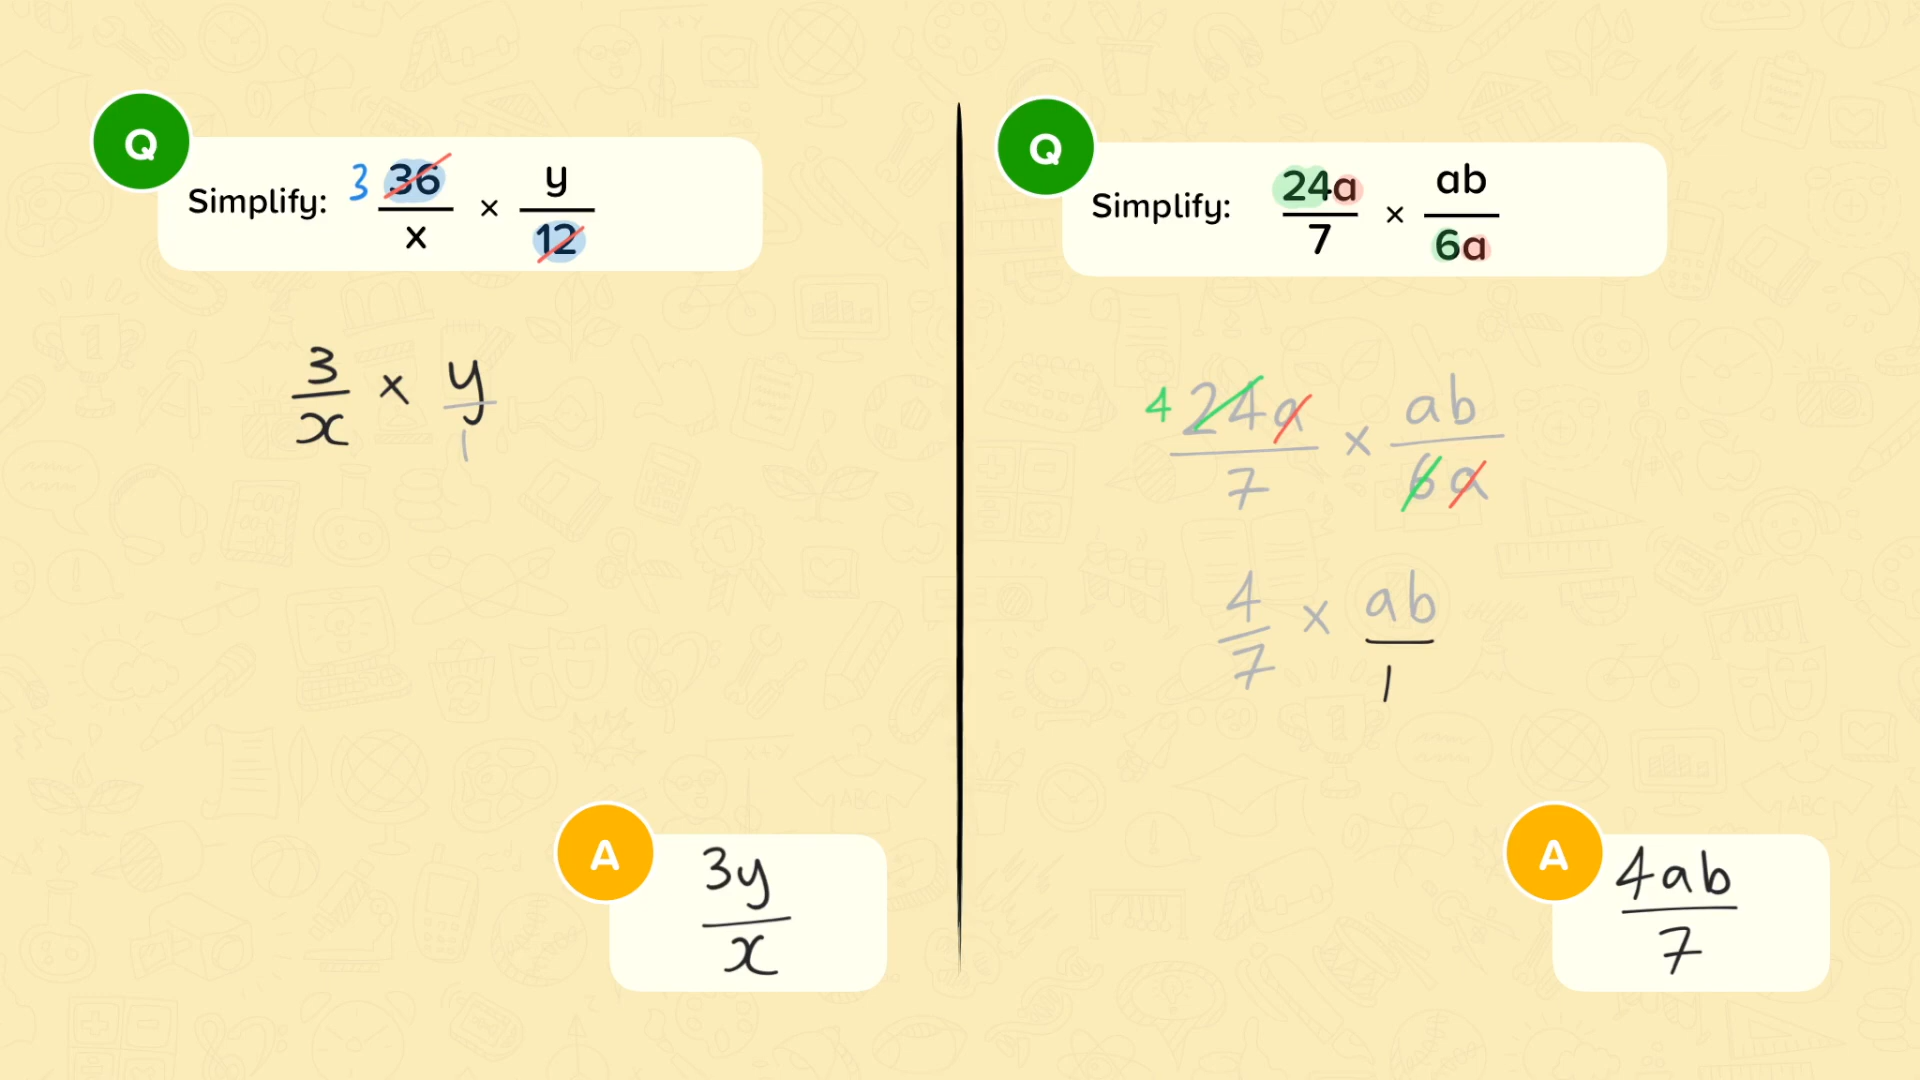 Q
Simplify: 3 36/x × y/12
3/x × y/1
A
3y/x
Q
Simplify: 24a/7 × ab/6a
4 24a/7 × ab/6a
4/7 × ab/1
A
4ab/7